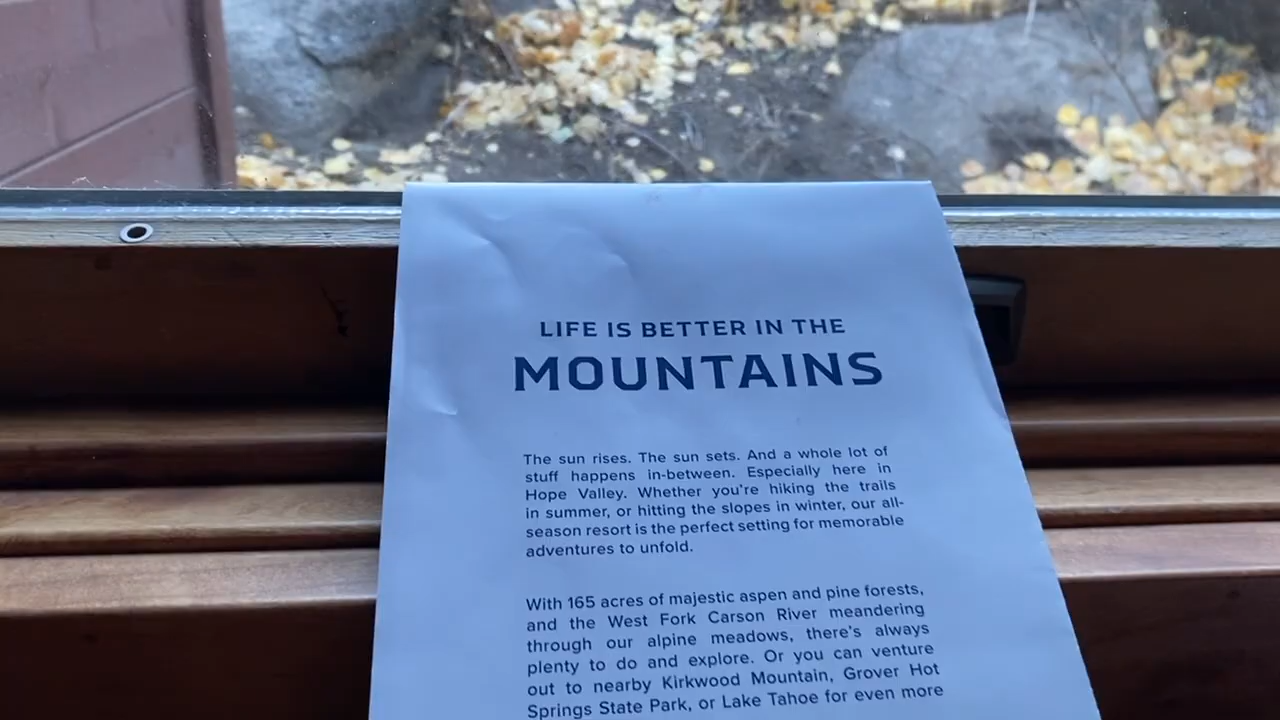 LIFE IS BETTER IN THE
MOUNTAINS
The sun rises. The sun sets. And a whole lot of
stuff happens in-between. Especially here in
Hope Valley. Whether you're hiking the trails
in summer, or hitting the slopes in winter, our all-
season resort is the perfect setting for memorable
adventures to unfold.
With 165 acres of majestic aspen and pine forests,
and the West Fork Carson River meandering
through our alpine meadows, there's always
plenty to do and explore. Or you can venture
out to nearby Kirkwood Mountain, Grover Hot
Springs State Park, or Lake Tahoe for even more